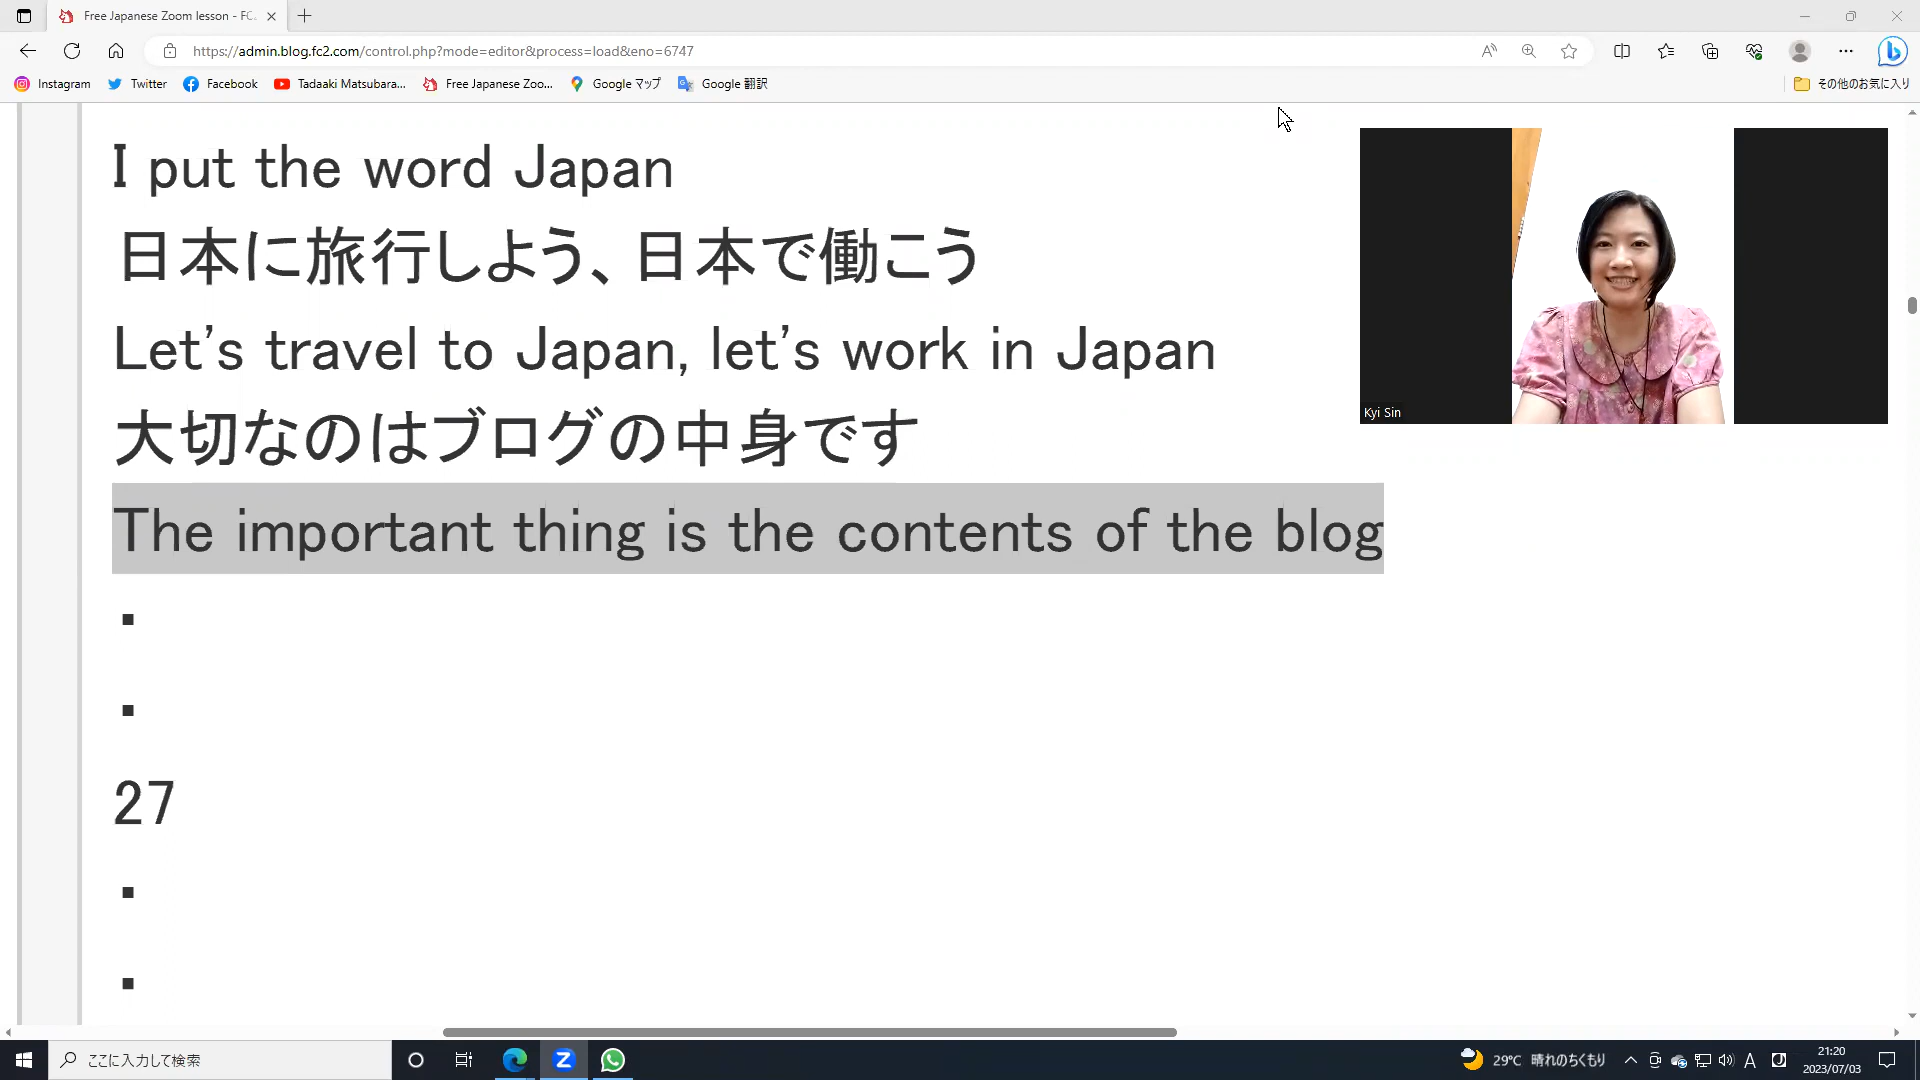 Free Japanese Zoom lesson - FC
https://admin.blog.fc2.com/control.php?mode=editor&process=load&eno=6747
Instagram
Twitter
Facebook
Tadaaki Matsubara...
Free Japanese Zoo...
Google マップ
Google 翻訳
その他のお気に入り
I put the word Japan
日本に旅行しよう、日本で働こう
Let's travel to Japan, let's work in Japan
大切なのはブログの中身です
The important thing is the contents of the blog
27
Kyi Sin
ここに入力して検索
29°C 晴れのちくもり
A
21:20
2023/07/03